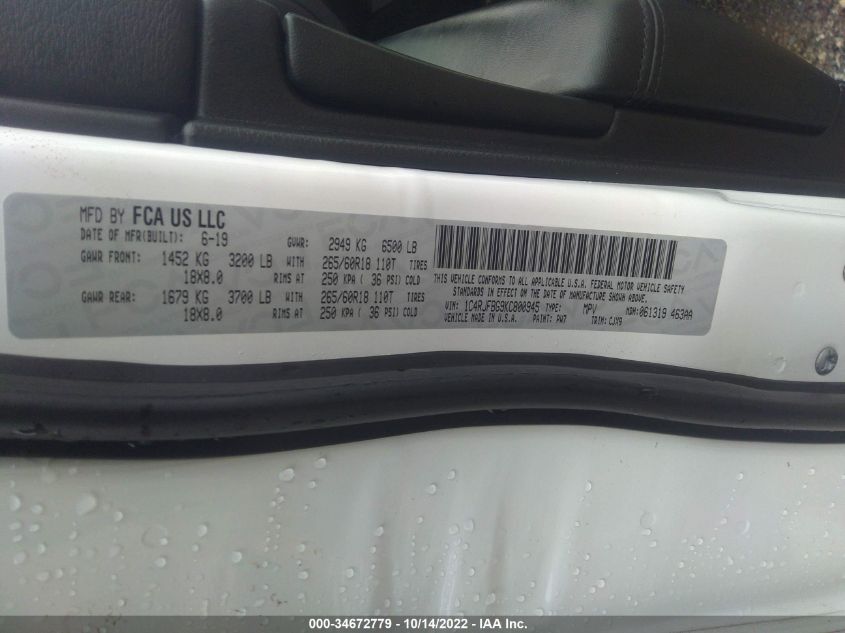 MFD BY FCA US LLC
DATE OF MFR(BUILT): 6-19 GVWR: 2949 KG 6500 LB
GAWR FRONT: 1452 KG 3200 LB WITH 265/60R18 110T TIRES
18X8.0 RIMS AT 250 KPA ( 36 PSI) COLD
GAWR REAR: 1679 KG 3700 LB WITH 265/60R18 110T TIRES
18X8.0 RIMS AT 250 KPA ( 36 PSI) COLD
THIS VEHICLE CONFORMS TO ALL APPLICABLE U.S.A. FEDERAL MOTOR VEHICLE SAFETY
STANDARDS IN EFFECT ON THE DATE OF MANUFACTURE SHOWN ABOVE.
VIN: 1C4RJFBG9KC800945 TYPE: MPV MDH: 061319 463AA
VEHICLE MADE IN U.S.A. PAINT: PW7 TRIM: CJX9
000-34672779 - 10/14/2022 - IAA Inc.